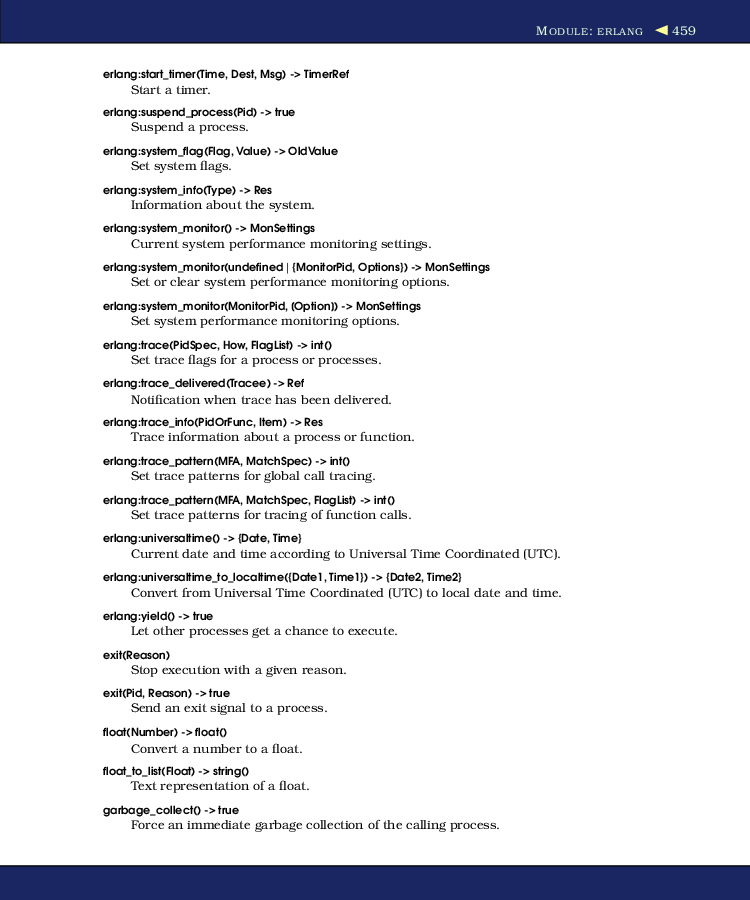 MODULE: ERLANG ◀ 459
erlang:start_timer(Time, Dest, Msg) -> TimerRef
Start a timer.
erlang:suspend_process(Pid) -> true
Suspend a process.
erlang:system_flag(Flag, Value) -> OldValue
Set system flags.
erlang:system_info(Type) -> Res
Information about the system.
erlang:system_monitor() -> MonSettings
Current system performance monitoring settings.
erlang:system_monitor(undefined | {MonitorPid, Options}) -> MonSettings
Set or clear system performance monitoring options.
erlang:system_monitor(MonitorPid, (Option]) -> MonSettings
Set system performance monitoring options.
erlang:trace(PidSpec, How, FlagList) -> int()
Set trace flags for a process or processes.
erlang:trace_delivered(Tracee) -> Ref
Notification when trace has been delivered.
erlang:trace_info(PidOrFunc, Item) -> Res
Trace information about a process or function.
erlang:trace_pattern(MFA, MatchSpec) -> int()
Set trace patterns for global call tracing.
erlang:trace_pattern(MFA, MatchSpec, FlagList) -> int()
Set trace patterns for tracing of function calls.
erlang:universaltime() -> {Date, Time}
Current date and time according to Universal Time Coordinated (UTC).
erlang:universaltime_to_localtime({Date1, Time1}) -> {Date2, Time2}
Convert from Universal Time Coordinated (UTC) to local date and time.
erlang:yield() -> true
Let other processes get a chance to execute.
exit(Reason)
Stop execution with a given reason.
exit(Pid, Reason) -> true
Send an exit signal to a process.
float(Number) -> float()
Convert a number to a float.
float_to_list(Float) -> string()
Text representation of a float.
garbage_collect() -> true
Force an immediate garbage collection of the calling process.